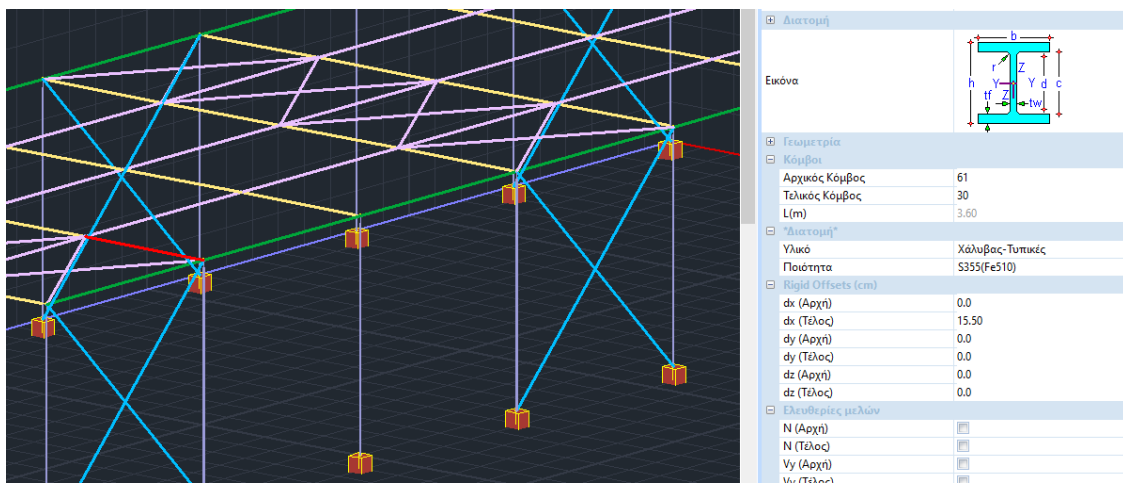 Διατομή
Εικόνα
b
r
Z
h
Y
Y
d
c
tf
Z
tw
Γεωμετρία
Κόμβοι
Αρχικός Κόμβος 61
Τελικός Κόμβος 30
L(m) 3.60
*Διατομή*
Υλικό Χάλυβας-Τυπικές
Ποιότητα S355(Fe510)
Rigid Offsets (cm)
dx (Αρχή) 0.0
dx (Τέλος) 15.50
dy (Αρχή) 0.0
dy (Τέλος) 0.0
dz (Αρχή) 0.0
dz (Τέλος) 0.0
Ελευθερίες μελών
N (Αρχή)
N (Τέλος)
Vy (Αρχή)
Vy (Τέλος)